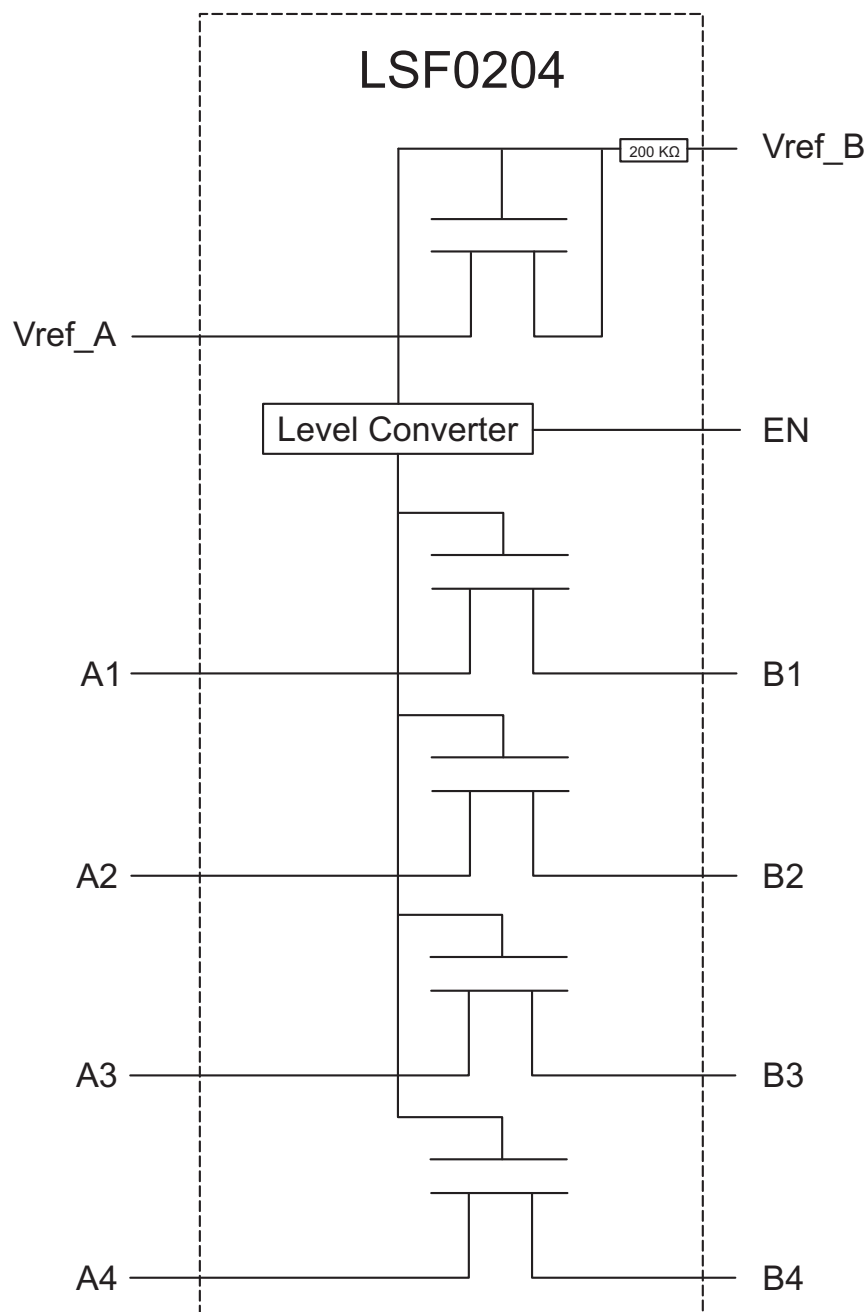 LSF0204
Vref_B
200 KΩ
Vref_A
Level Converter
EN
A1
B1
A2
B2
A3
B3
A4
B4